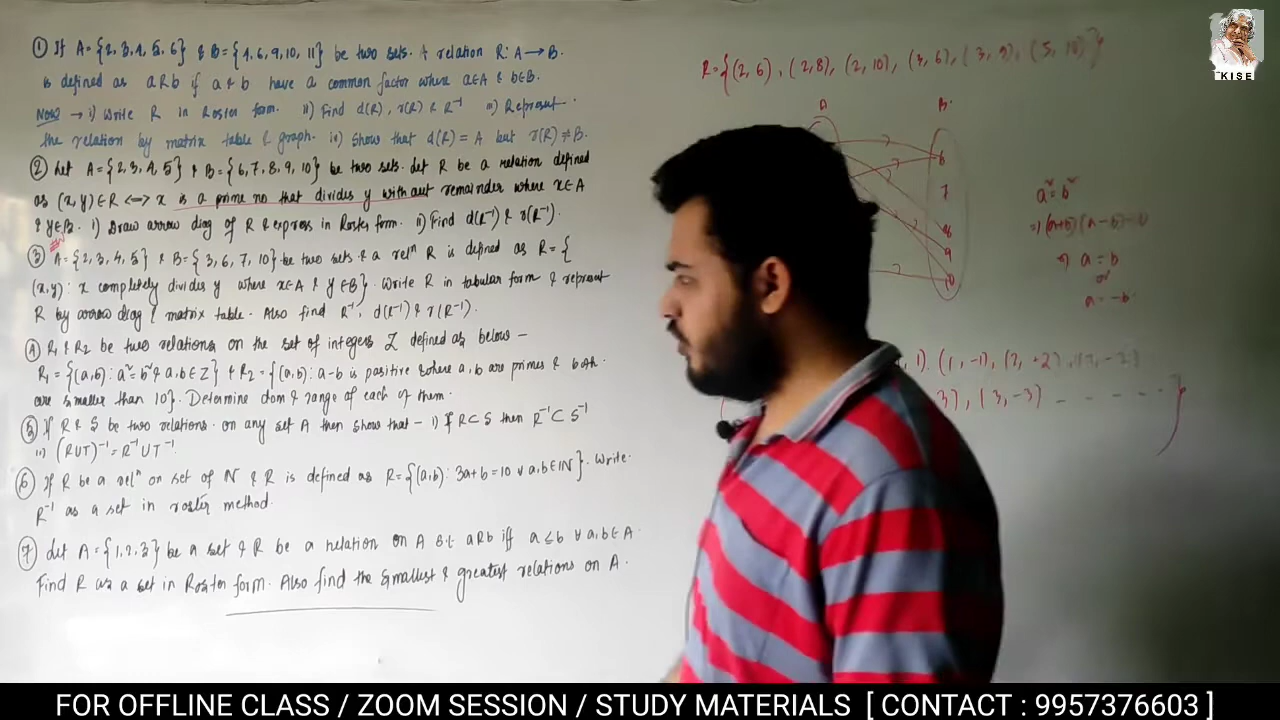 ① If A = {2, 3, 4, 5, 6} & B = {4, 6, 9, 10, 11} be two sets. A relation R: A → B.
is defined as aRb if a & b have a common factor where a∈A & b∈B.
Now → i) Write R in Roster form. ii) Find d(R), r(R) & R⁻¹ iii) Represent
the relation by matrix table & graph. iv) Show that d(R) = A but r(R) ≠ B.
② Let A = {2, 3, 4, 5} & B = {6, 7, 8, 9, 10} be two sets. Let R be a relation defined
as (x, y) ∈ R <=> x is a prime no that divides y without remainder where x∈A
& y∈B. i) Draw arrow diag of R & express in Roster form. ii) Find d(R⁻¹) & r(R⁻¹).
③ A = {2, 3, 4, 5} & B = {3, 6, 7, 10} be two sets & a relⁿ R is defined as R = {
(x, y) : x completely divides y where x∈A & y∈B}. Write R in tabular form & represent
R by arrow diag & matrix table. Also find R⁻¹, d(R⁻¹) & r(R⁻¹).
④ R₁ & R₂ be two relations on the set of integers Z defined as below –
R₁ = {(a, b) : a² = b² & a, b ∈ Z} & R₂ = {(a, b) : a-b is positive where a, b are primes & both
are smaller than 10}. Determine dom & range of each of them.
⑤ If R & S be two relations on any set A then show that – i) If R ⊂ S then R⁻¹ ⊂ S⁻¹
ii) (R∪T)⁻¹ = R⁻¹ ∪ T⁻¹.
⑥ If R be a relⁿ on set of N & R is defined as R = {(a, b) : 3a+b = 10 ∀ a, b ∈ N}. Write
R⁻¹ as a set in roster method.
⑦ Let A = {1, 2, 3} be a set & R be a relation on A s.t aRb iff a ≤ b ∀ a, b ∈ A.
Find R as a set in Roster form. Also find the smallest & greatest relations on A.
R = {(2, 6), (2, 8), (2, 10), (3, 6), (3, 9), (5, 10)}
A B
6
7
8
9
10
a² = b²
⇒ (a+b)(a-b) = 0
⇒ a = b
or
a = -b
1), (1, -1), (2, +2), (2, -2)
3), (3, -3) - - - - - }
KISE
FOR OFFLINE CLASS / ZOOM SESSION / STUDY MATERIALS [ CONTACT : 9957376603 ]